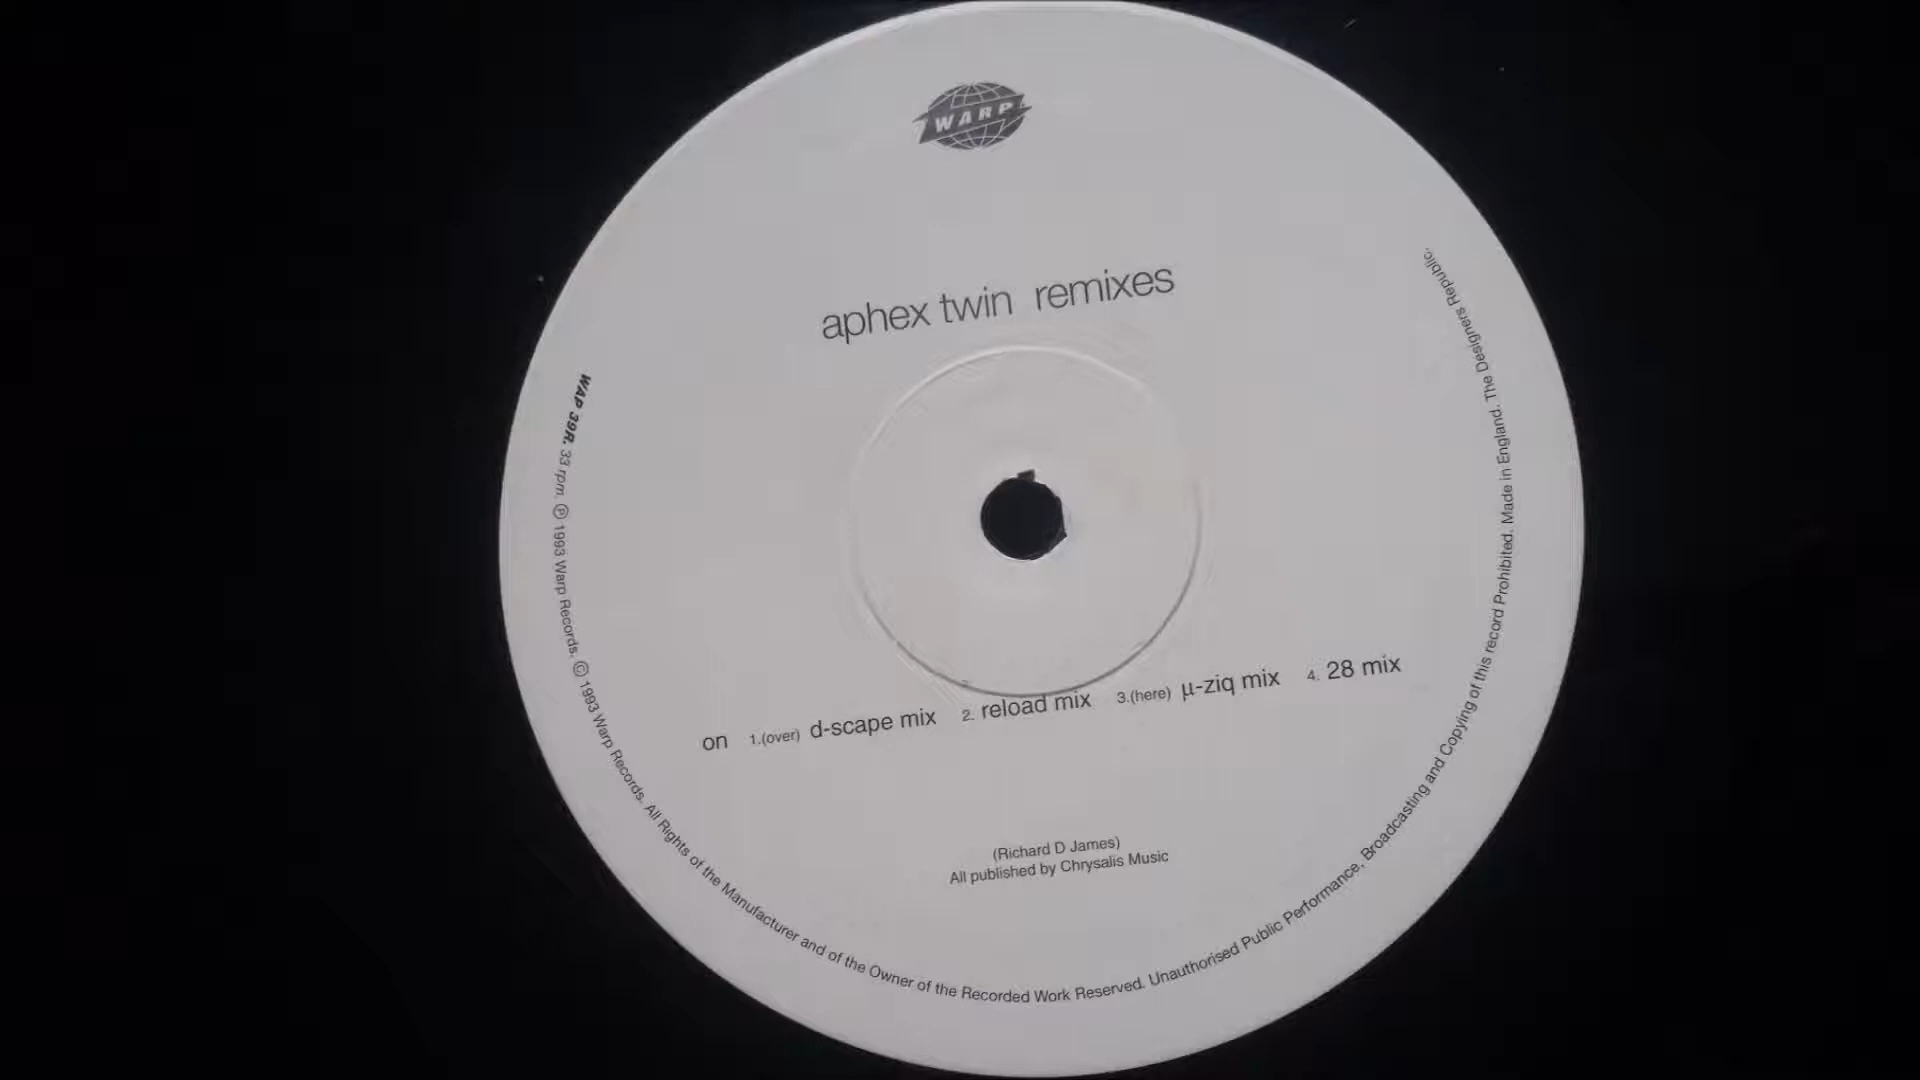 WARP
aphex twin remixes
on 1.(over) d-scape mix 2. reload mix 3.(here) µ-ziq mix 4. 28 mix
(Richard D James)
All published by Chrysalis Music
WAP 39R. 33 rpm. ℗ 1993 Warp Records. © 1993 Warp Records. All Rights of the Manufacturer and of the Owner of the Recorded Work Reserved. Unauthorised Public Performance, Broadcasting and Copying of this record Prohibited. Made in England. The Designers Republic.